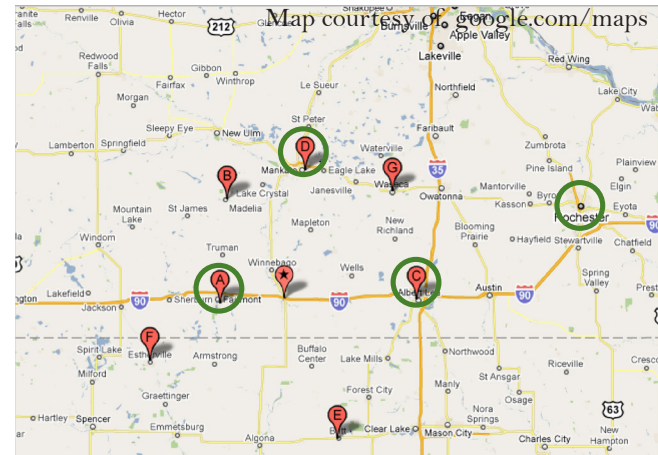 Map courtesy of google.com/maps
Shakopee
Renville
Olivia
Hector
212
Burnsville
Eagan
Apple Valley
Lakeville
Redwood Falls
Gibbon
Fairfax
Winthrop
Northfield
Red Wing
Le Sueur
Morgan
Lake City
St Peter
Sleepy Eye
New Ulm
Faribault
Lamberton
Springfield
D
Waterville
Zumbrota
35
Pine Island
Plainview
Eagle Lake
G
B
Lake Crystal
Janesville
Waseca
Owatonna
Mantorville
Elgin
Byron
Madelia
Kasson
Eyota
Rochester
90
Mountain Lake
St James
Mapleton
New Richland
Blooming Prairie
Hayfield
Stewartville
Chatfield
Windom
Truman
Winnebago
Wells
Spring Valley
A
C
Lakefield
Sherburn
Fairmont
Albert Lea
Austin
90
90
90
Jackson
F
Spirit Lake
Estherville
Armstrong
Buffalo Center
Lake Mills
Northwood
Riceville
Milford
St Ansgar
Graettinger
Forest City
Manly
Osage
Hartley
Spencer
Emmetsburg
E
Nora Springs
63
Algona
Clear Lake
Mason City
Charles City
New Hampton